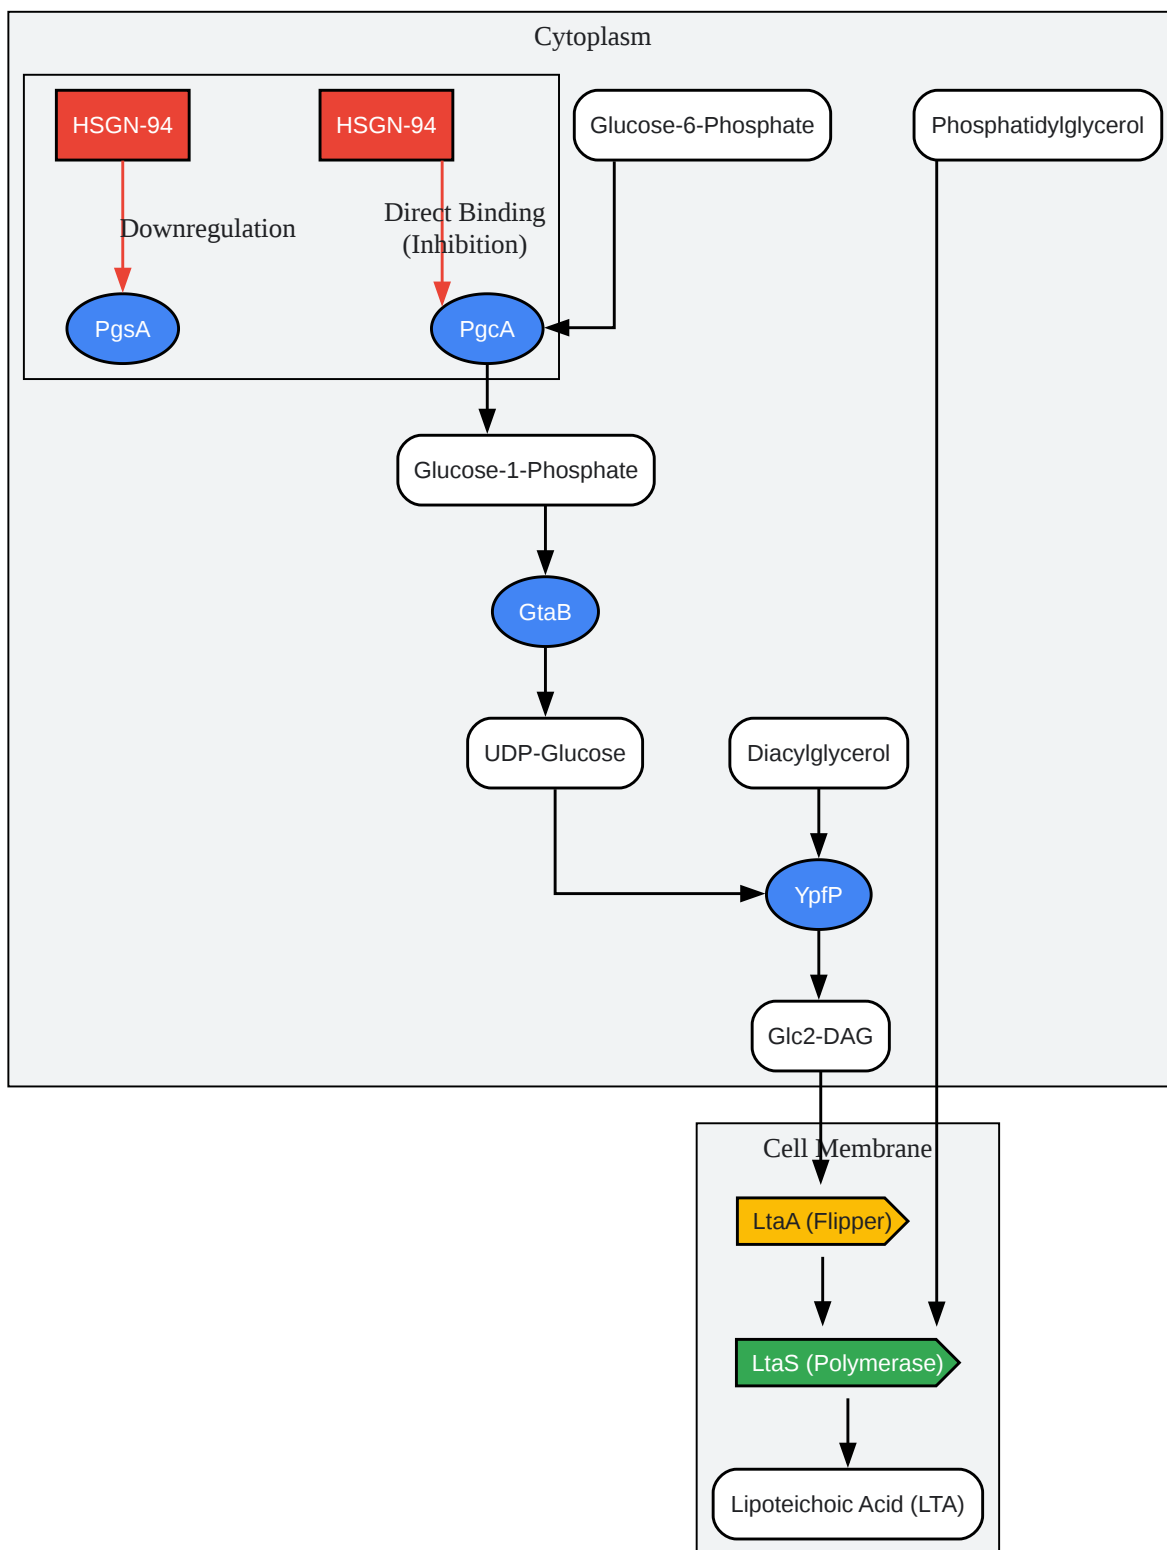 Cytoplasm
HSGN-94
HSGN-94
Glucose-6-Phosphate
Phosphatidylglycerol
Downregulation
Direct Binding
(Inhibition)
PgsA
PgcA
Glucose-1-Phosphate
GtaB
UDP-Glucose
Diacylglycerol
YpfP
Glc2-DAG
Cell Membrane
LtaA (Flipper)
LtaS (Polymerase)
Lipoteichoic Acid (LTA)